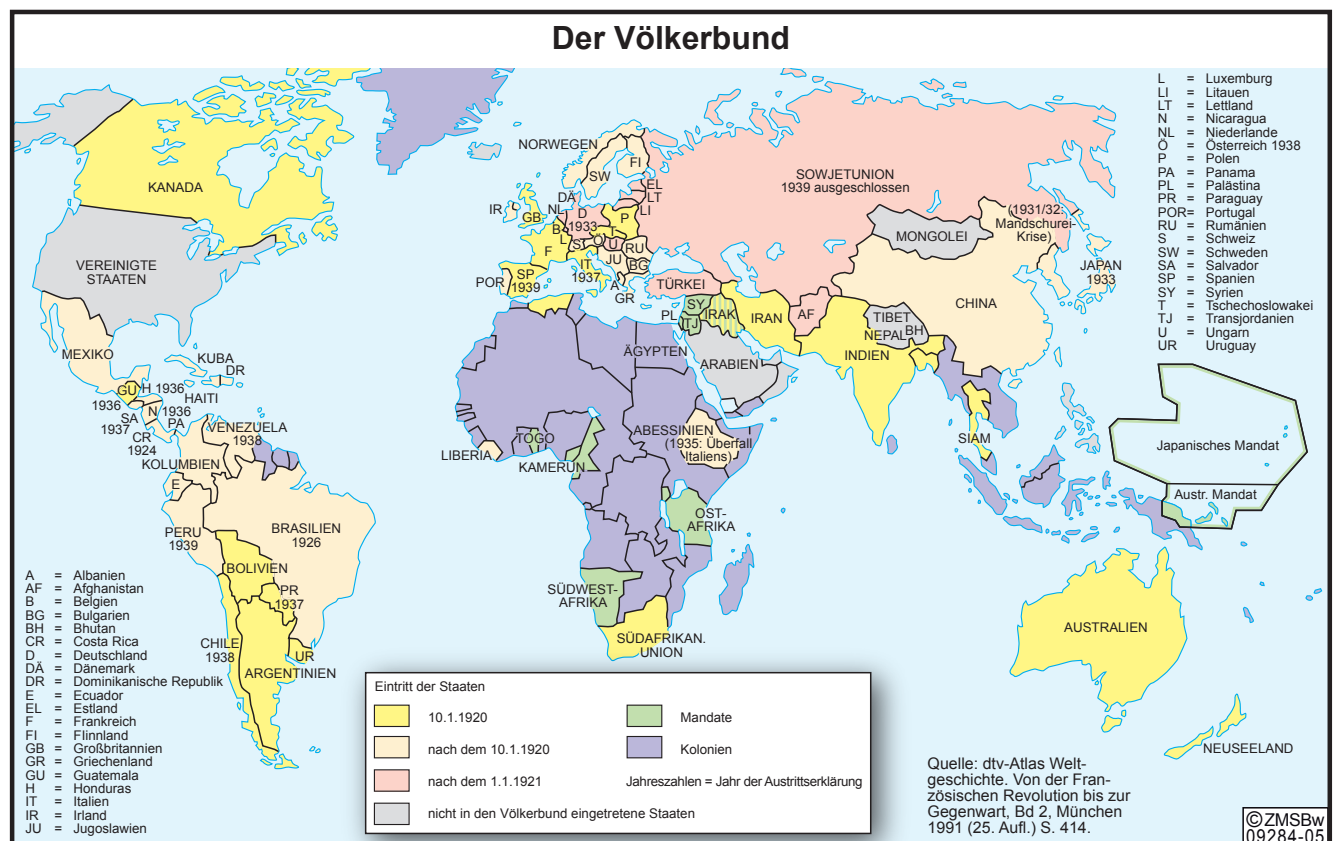 Der Völkerbund
L = Luxemburg
LI = Litauen
LT = Lettland
N = Nicaragua
NL = Niederlande
Ö = Österreich 1938
P = Polen
PA = Panama
PL = Palästina
PR = Paraguay
POR= Portugal
RU = Rumänien
S = Schweiz
SW = Schweden
SA = Salvador
SP = Spanien
SY = Syrien
T = Tschechoslowakei
TJ = Transjordanien
U = Ungarn
UR = Uruguay
KANADA
VEREINIGTE
STAATEN
MEXIKO
KUBA
DR
HAITI
GU
H 1936
1936
N
1936
SA
1937
PA
CR
1924
VENEZUELA
1938
KOLUMBIEN
E
PERU
1939
BRASILIEN
1926
BOLIVIEN
PR
1937
CHILE
1938
UR
ARGENTINIEN
NORWEGEN
FI
SW
EL
LT
LI
DÄ
IR
GB
NL
D
1933
P
B
L
T
F
S
Ö
U
RU
JU
BG
IT
1937
A
GR
POR
SP
1939
SOWJETUNION
1939 ausgeschlossen
MONGOLEI
(1931/32:
Mandschurei-
Krise)
JAPAN
1933
CHINA
TÜRKEI
SY
PL
TJ
IRAK
IRAN
AF
TIBET
NEPAL
BH
INDIEN
ARABIEN
SIAM
ÄGYPTEN
ABESSINIEN
(1935: Überfall
Italiens)
LIBERIA
TOGO
KAMERUN
OST-
AFRIKA
SÜDWEST-
AFRIKA
SÜDAFRIKAN.
UNION
Japanisches Mandat
Austr. Mandat
AUSTRALIEN
NEUSEELAND
A = Albanien
AF = Afghanistan
B = Belgien
BG = Bulgarien
BH = Bhutan
CR = Costa Rica
D = Deutschland
DÄ = Dänemark
DR = Dominikanische Republik
E = Ecuador
EL = Estland
F = Frankreich
FI = Flinnland
GB = Großbritannien
GR = Griechenland
GU = Guatemala
H = Honduras
IT = Italien
IR = Irland
JU = Jugoslawien
Eintritt der Staaten
10.1.1920
nach dem 10.1.1920
nach dem 1.1.1921
nicht in den Völkerbund eingetretene Staaten
Mandate
Kolonien
Jahreszahlen = Jahr der Austrittserklärung
Quelle: dtv-Atlas Welt-
geschichte. Von der Fran-
zösischen Revolution bis zur
Gegenwart, Bd 2, München
1991 (25. Aufl.) S. 414.
©ZMSBw
09284-05